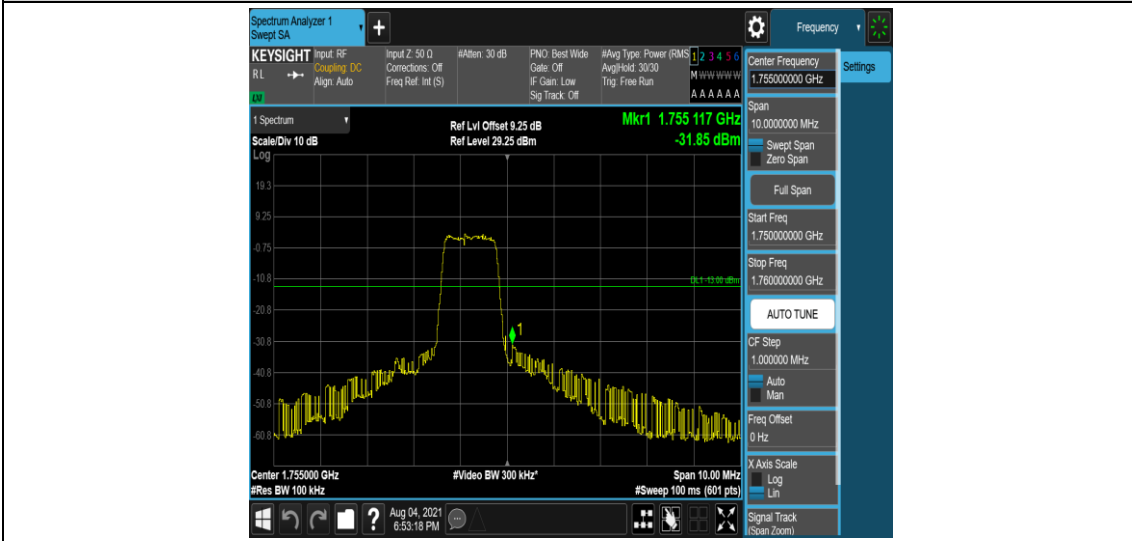 Spectrum Analyzer 1
Swept SA
+
Frequency
KEYSIGHT
RL
LNI
Input: RF
Coupling: DC
Align: Auto
Input Z: 50 Ω
Corrections: Off
Freq Ref: Int (S)
#Atten: 30 dB
PNO: Best Wide
Gate: Off
IF Gain: Low
Sig Track: Off
#Avg Type: Power (RMS
Avg|Hold: 30/30
Trig: Free Run
1 2 3 4 5 6
M W W W W W
A A A A A A
1 Spectrum
Scale/Div 10 dB
Log
Ref Lvl Offset 9.25 dB
Ref Level 29.25 dBm
Mkr1 1.755 117 GHz
-31.85 dBm
19.3
9.25
-0.75
-10.8
-20.8
-30.8
-40.8
-50.8
-60.8
DL1 -13.00 dBm
1
Center 1.755000 GHz
#Res BW 100 kHz
#Video BW 300 kHz*
Span 10.00 MHz
#Sweep 100 ms (601 pts)
?
Aug 04, 2021
6:53:18 PM
Center Frequency
1.755000000 GHz
Settings
Span
10.0000000 MHz
Swept Span
Zero Span
Full Span
Start Freq
1.750000000 GHz
Stop Freq
1.760000000 GHz
AUTO TUNE
CF Step
1.000000 MHz
Auto
Man
Freq Offset
0 Hz
X Axis Scale
Log
Lin
Signal Track
(Span Zoom)